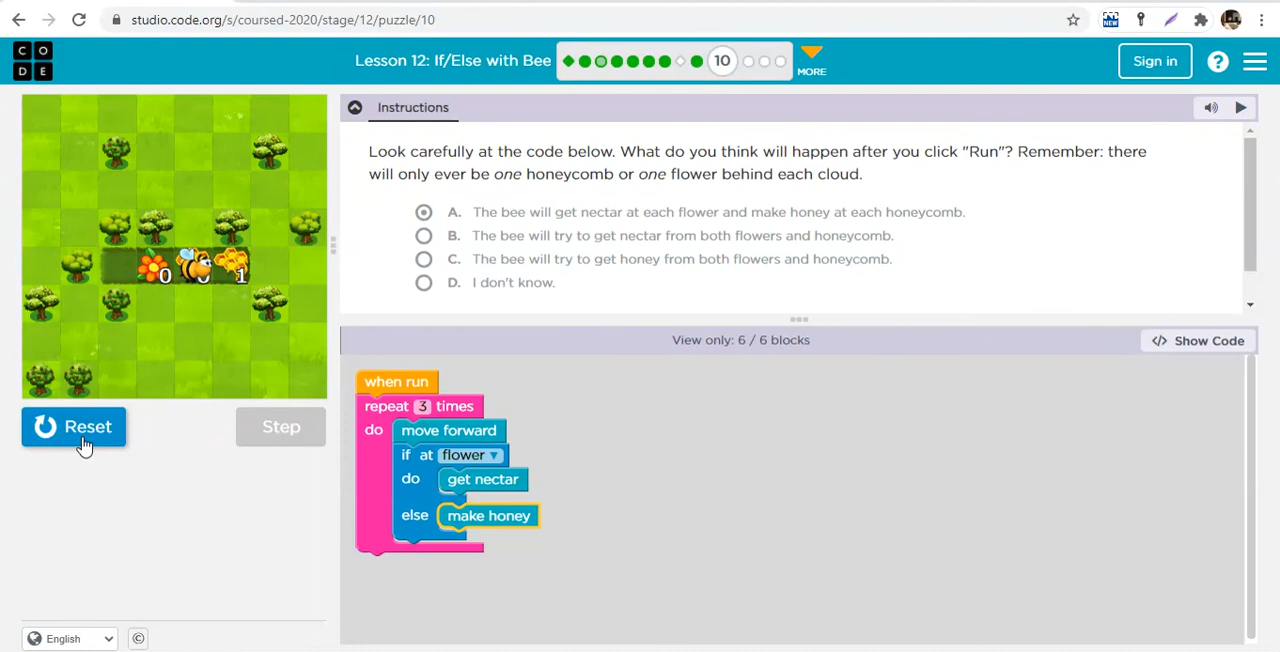 studio.code.org/s/coursed-2020/stage/12/puzzle/10
NEW
C O
D E
Lesson 12: If/Else with Bee
10
MORE
Sign in
?
Instructions
Look carefully at the code below. What do you think will happen after you click "Run"? Remember: there
will only ever be one honeycomb or one flower behind each cloud.
A. The bee will get nectar at each flower and make honey at each honeycomb.
B. The bee will try to get nectar from both flowers and honeycomb.
C. The bee will try to get honey from both flowers and honeycomb.
D. I don't know.
0 0 1
Reset
Step
View only: 6 / 6 blocks
</> Show Code
when run
repeat 3 times
do move forward
if at flower
do get nectar
else make honey
English
©